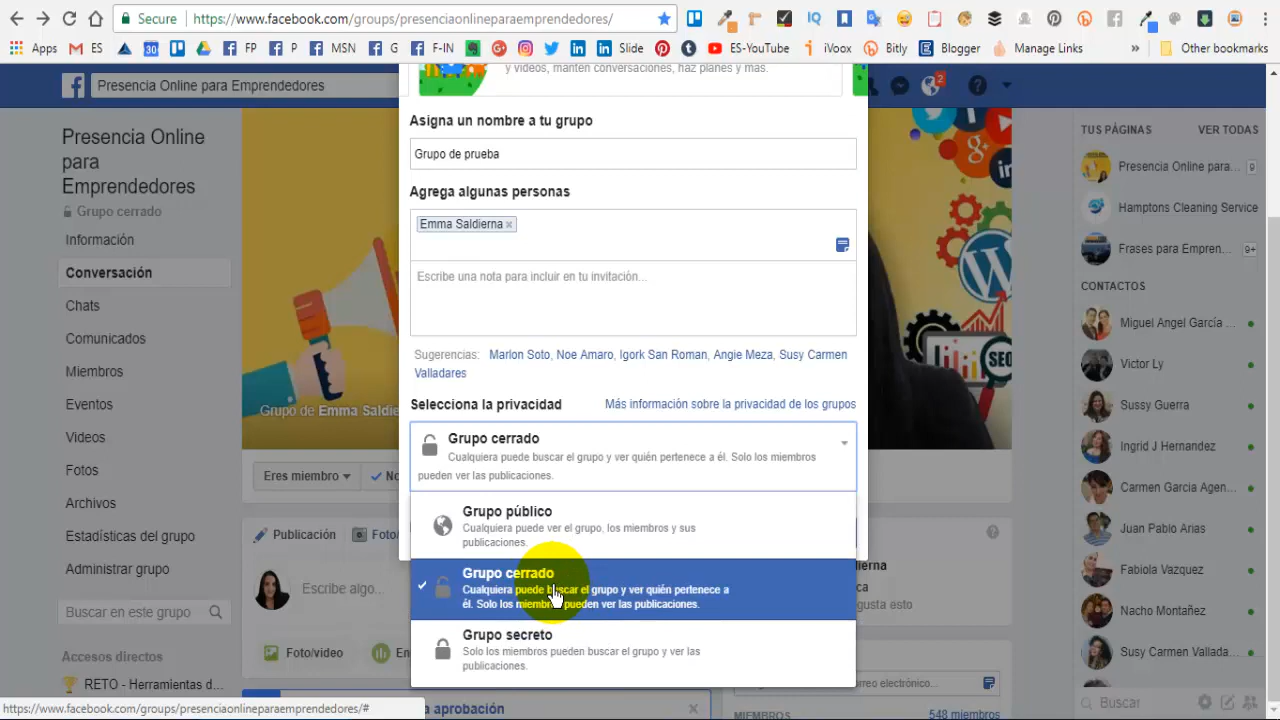 Secure
https://www.facebook.com/groups/presenciaonlineparaemprendedores/
Apps
ES
FP
P
MSN
G
F-IN
Slide
ES-YouTube
iVoox
Bitly
Blogger
Manage Links
»
Other bookmarks
Presencia Online para Emprendedores
2
Presencia Online
para
Emprendedores
Grupo cerrado
Información
Conversación
Chats
Comunicados
Miembros
Eventos
Videos
Fotos
Archivos
Estadísticas del grupo
Administrar grupo
Buscar en este grupo
Accesos directos
RETO - Herramientas d...
https://www.facebook.com/groups/presenciaonlineparaemprendedores/#
Grupo de Emma Saldie
Eres miembro
No
Publicación
Foto/
Escribe algo
Foto/video
En
a aprobación
y videos, mantén conversaciones, haz planes y más.
Asigna un nombre a tu grupo
Grupo de prueba
Agrega algunas personas
Emma Saldierna ×
Escribe una nota para incluir en tu invitación...
Sugerencias: Marlon Soto, Noe Amaro, Igork San Roman, Angie Meza, Susy Carmen
Valladares
Selecciona la privacidad
Más información sobre la privacidad de los grupos
Grupo cerrado
Cualquiera puede buscar el grupo y ver quién pertenece a él. Solo los miembros
pueden ver las publicaciones.
Grupo público
Cualquiera puede ver el grupo, los miembros y sus
publicaciones.
Grupo cerrado
Cualquiera puede buscar el grupo y ver quién pertenece a
él. Solo los miembros pueden ver las publicaciones.
Grupo secreto
Solo los miembros pueden buscar el grupo y ver las
publicaciones.
SEO
ierna
gusta esto
orreo electrónico...
MIEMBROS
548 miembros
TUS PÁGINAS
VER TODAS
Presencia Online para...
9
Hamptons Cleaning Service
Frases para Empren...
9+
CONTACTOS
Miguel Angel García ...
Victor Ly
Sussy Guerra
Ingrid J Hernandez
Carmen Garcia Agen...
Juan Pablo Arias
Fabiola Vazquez
Nacho Montañez
Susy Carmen Vallada...
Buscar